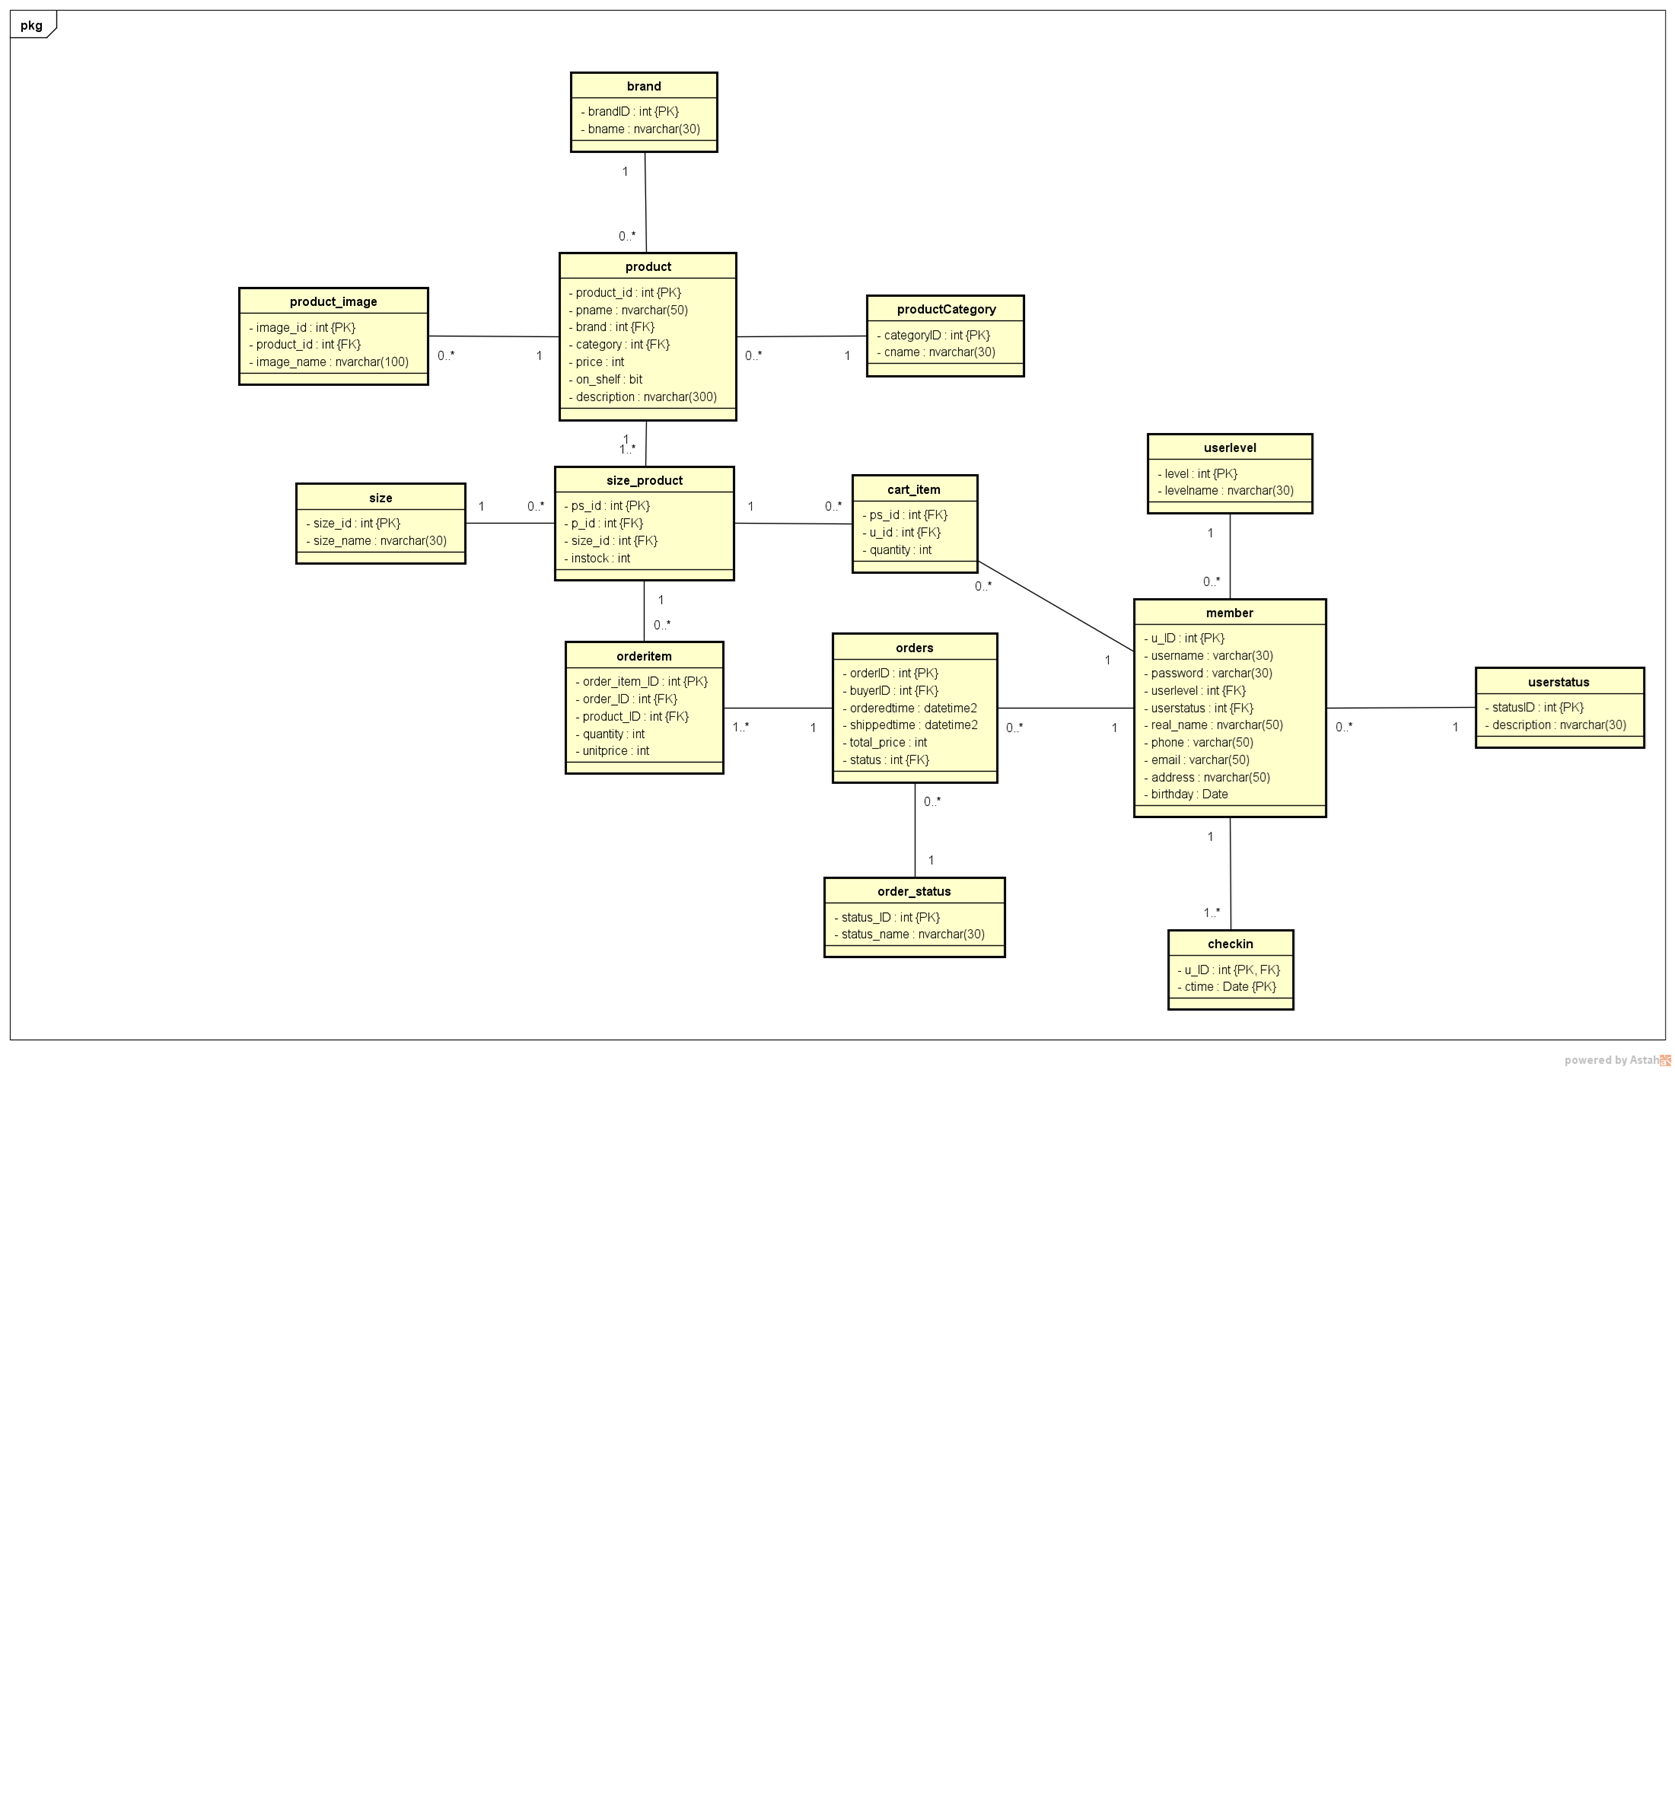 pkg
brand
- brandID : int {PK}
- bname : nvarchar(30)
1
0..*
product
- product_id : int {PK}
- pname : nvarchar(50)
- brand : int {FK}
- category : int {FK}
- price : int
- on_shelf : bit
- description : nvarchar(300)
product_image
- image_id : int {PK}
- product_id : int {FK}
- image_name : nvarchar(100)
0..*
1
0..*
1
productCategory
- categoryID : int {PK}
- cname : nvarchar(30)
1
1..*
size
- size_id : int {PK}
- size_name : nvarchar(30)
1
0..*
size_product
- ps_id : int {PK}
- p_id : int {FK}
- size_id : int {FK}
- instock : int
1
0..*
cart_item
- ps_id : int {FK}
- u_id : int {FK}
- quantity : int
0..*
1
userlevel
- level : int {PK}
- levelname : nvarchar(30)
1
0..*
1
0..*
orderitem
- order_item_ID : int {PK}
- order_ID : int {FK}
- product_ID : int {FK}
- quantity : int
- unitprice : int
1..*
1
orders
- orderID : int {PK}
- buyerID : int {FK}
- orderedtime : datetime2
- shippedtime : datetime2
- total_price : int
- status : int {FK}
0..*
1
member
- u_ID : int {PK}
- username : varchar(30)
- password : varchar(30)
- userlevel : int {FK}
- userstatus : int {FK}
- real_name : nvarchar(50)
- phone : varchar(50)
- email : varchar(50)
- address : nvarchar(50)
- birthday : Date
0..*
1
userstatus
- statusID : int {PK}
- description : nvarchar(30)
0..*
1
order_status
- status_ID : int {PK}
- status_name : nvarchar(30)
1
1..*
checkin
- u_ID : int {PK, FK}
- ctime : Date {PK}
powered by Astah